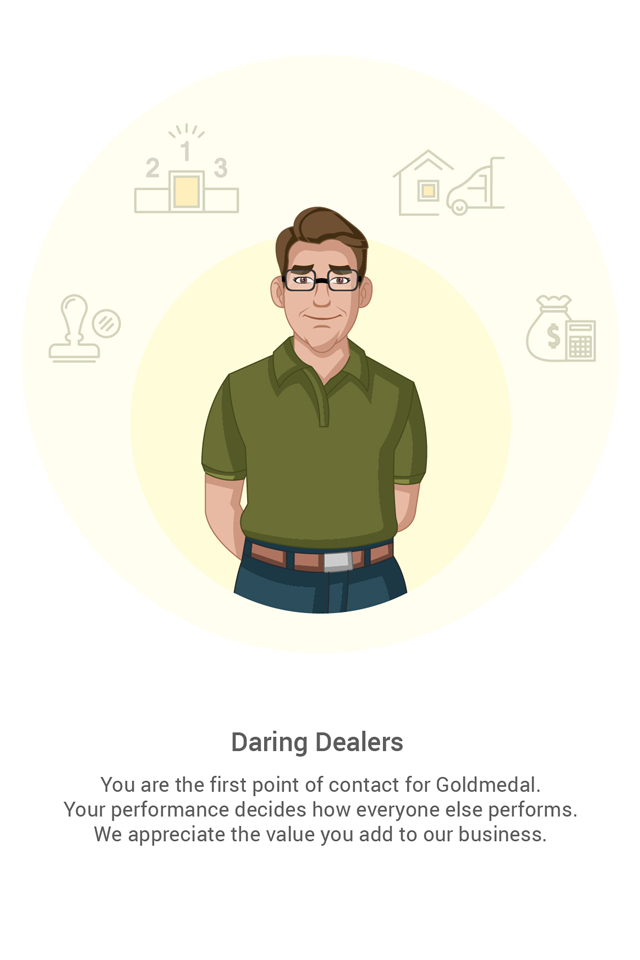 1
2 3
$
Daring Dealers
You are the first point of contact for Goldmedal.
Your performance decides how everyone else performs.
We appreciate the value you add to our business.